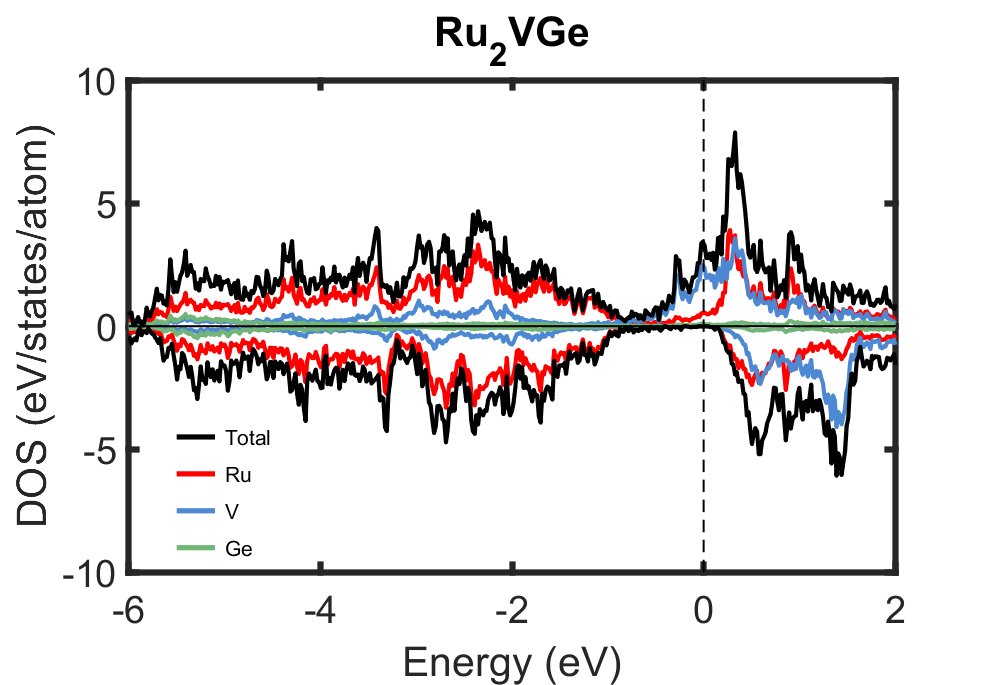 Ru₂VGe
10
5
0
-5
-10
DOS (eV/states/atom)
Total
Ru
V
Ge
-6 -4 -2 0 2
Energy (eV)